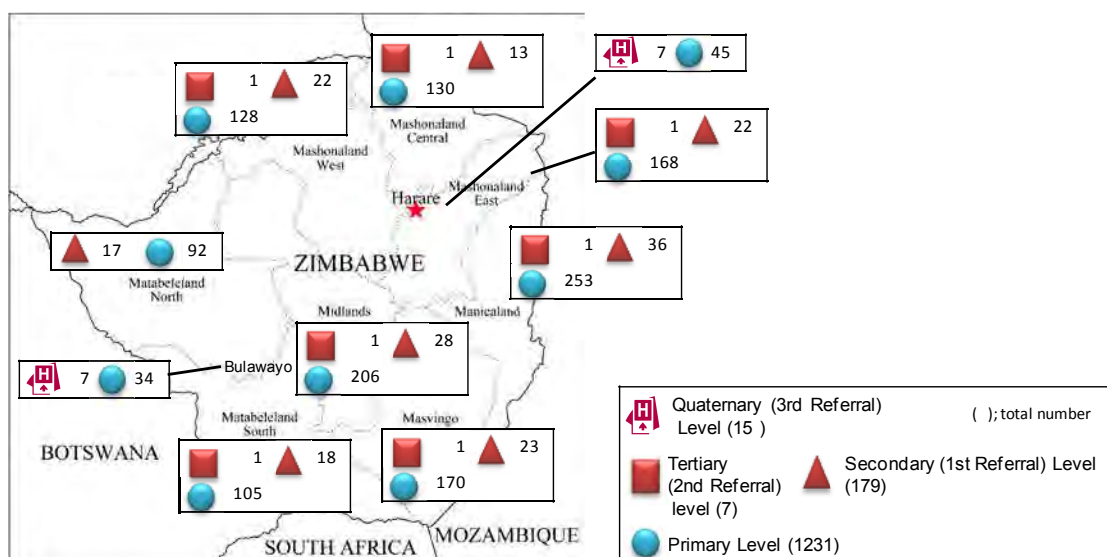 1 13
130
7 45
1 22
128
Mashonaland
Central
Mashonaland
West
1 22
168
Harare
Mashonaland
East
17 92
Matabeleland
North
ZIMBABWE
1 36
253
Midlands
Manicaland
1 28
206
7 34
Bulawayo
Matabeleland
South
Masvingo
1 18
105
1 23
170
BOTSWANA
MOZAMBIQUE
SOUTH AFRICA
H
Quaternary (3rd Referral)
Level (15 )
( ); total number
Tertiary
(2nd Referral)
level (7)
Secondary (1st Referral) Level
(179)
Primary Level (1231)